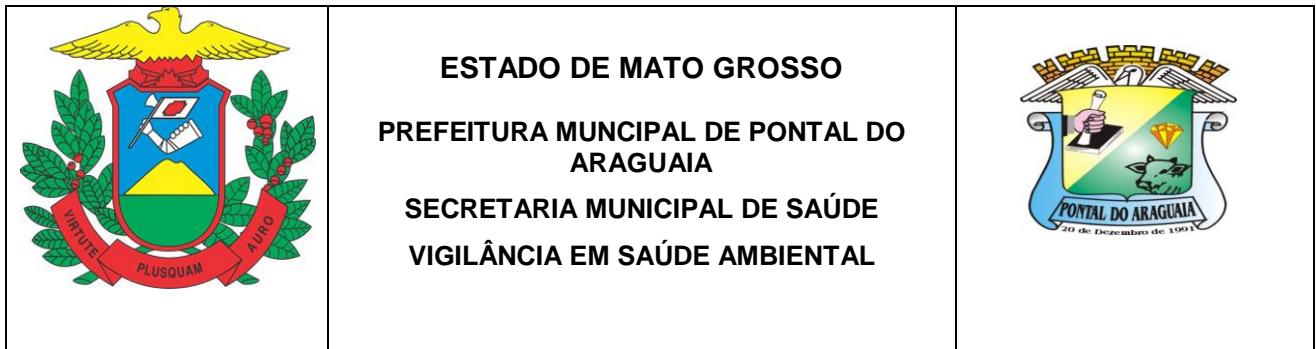 ESTADO DE MATO GROSSO
PREFEITURA MUNCIPAL DE PONTAL DO
ARAGUAIA
SECRETARIA MUNICIPAL DE SAÚDE
VIGILÂNCIA EM SAÚDE AMBIENTAL
VIRTUTE
PLUSQUAM
AURO
PONTAL DO ARAGUAIA
20 de Dezembro de 1991